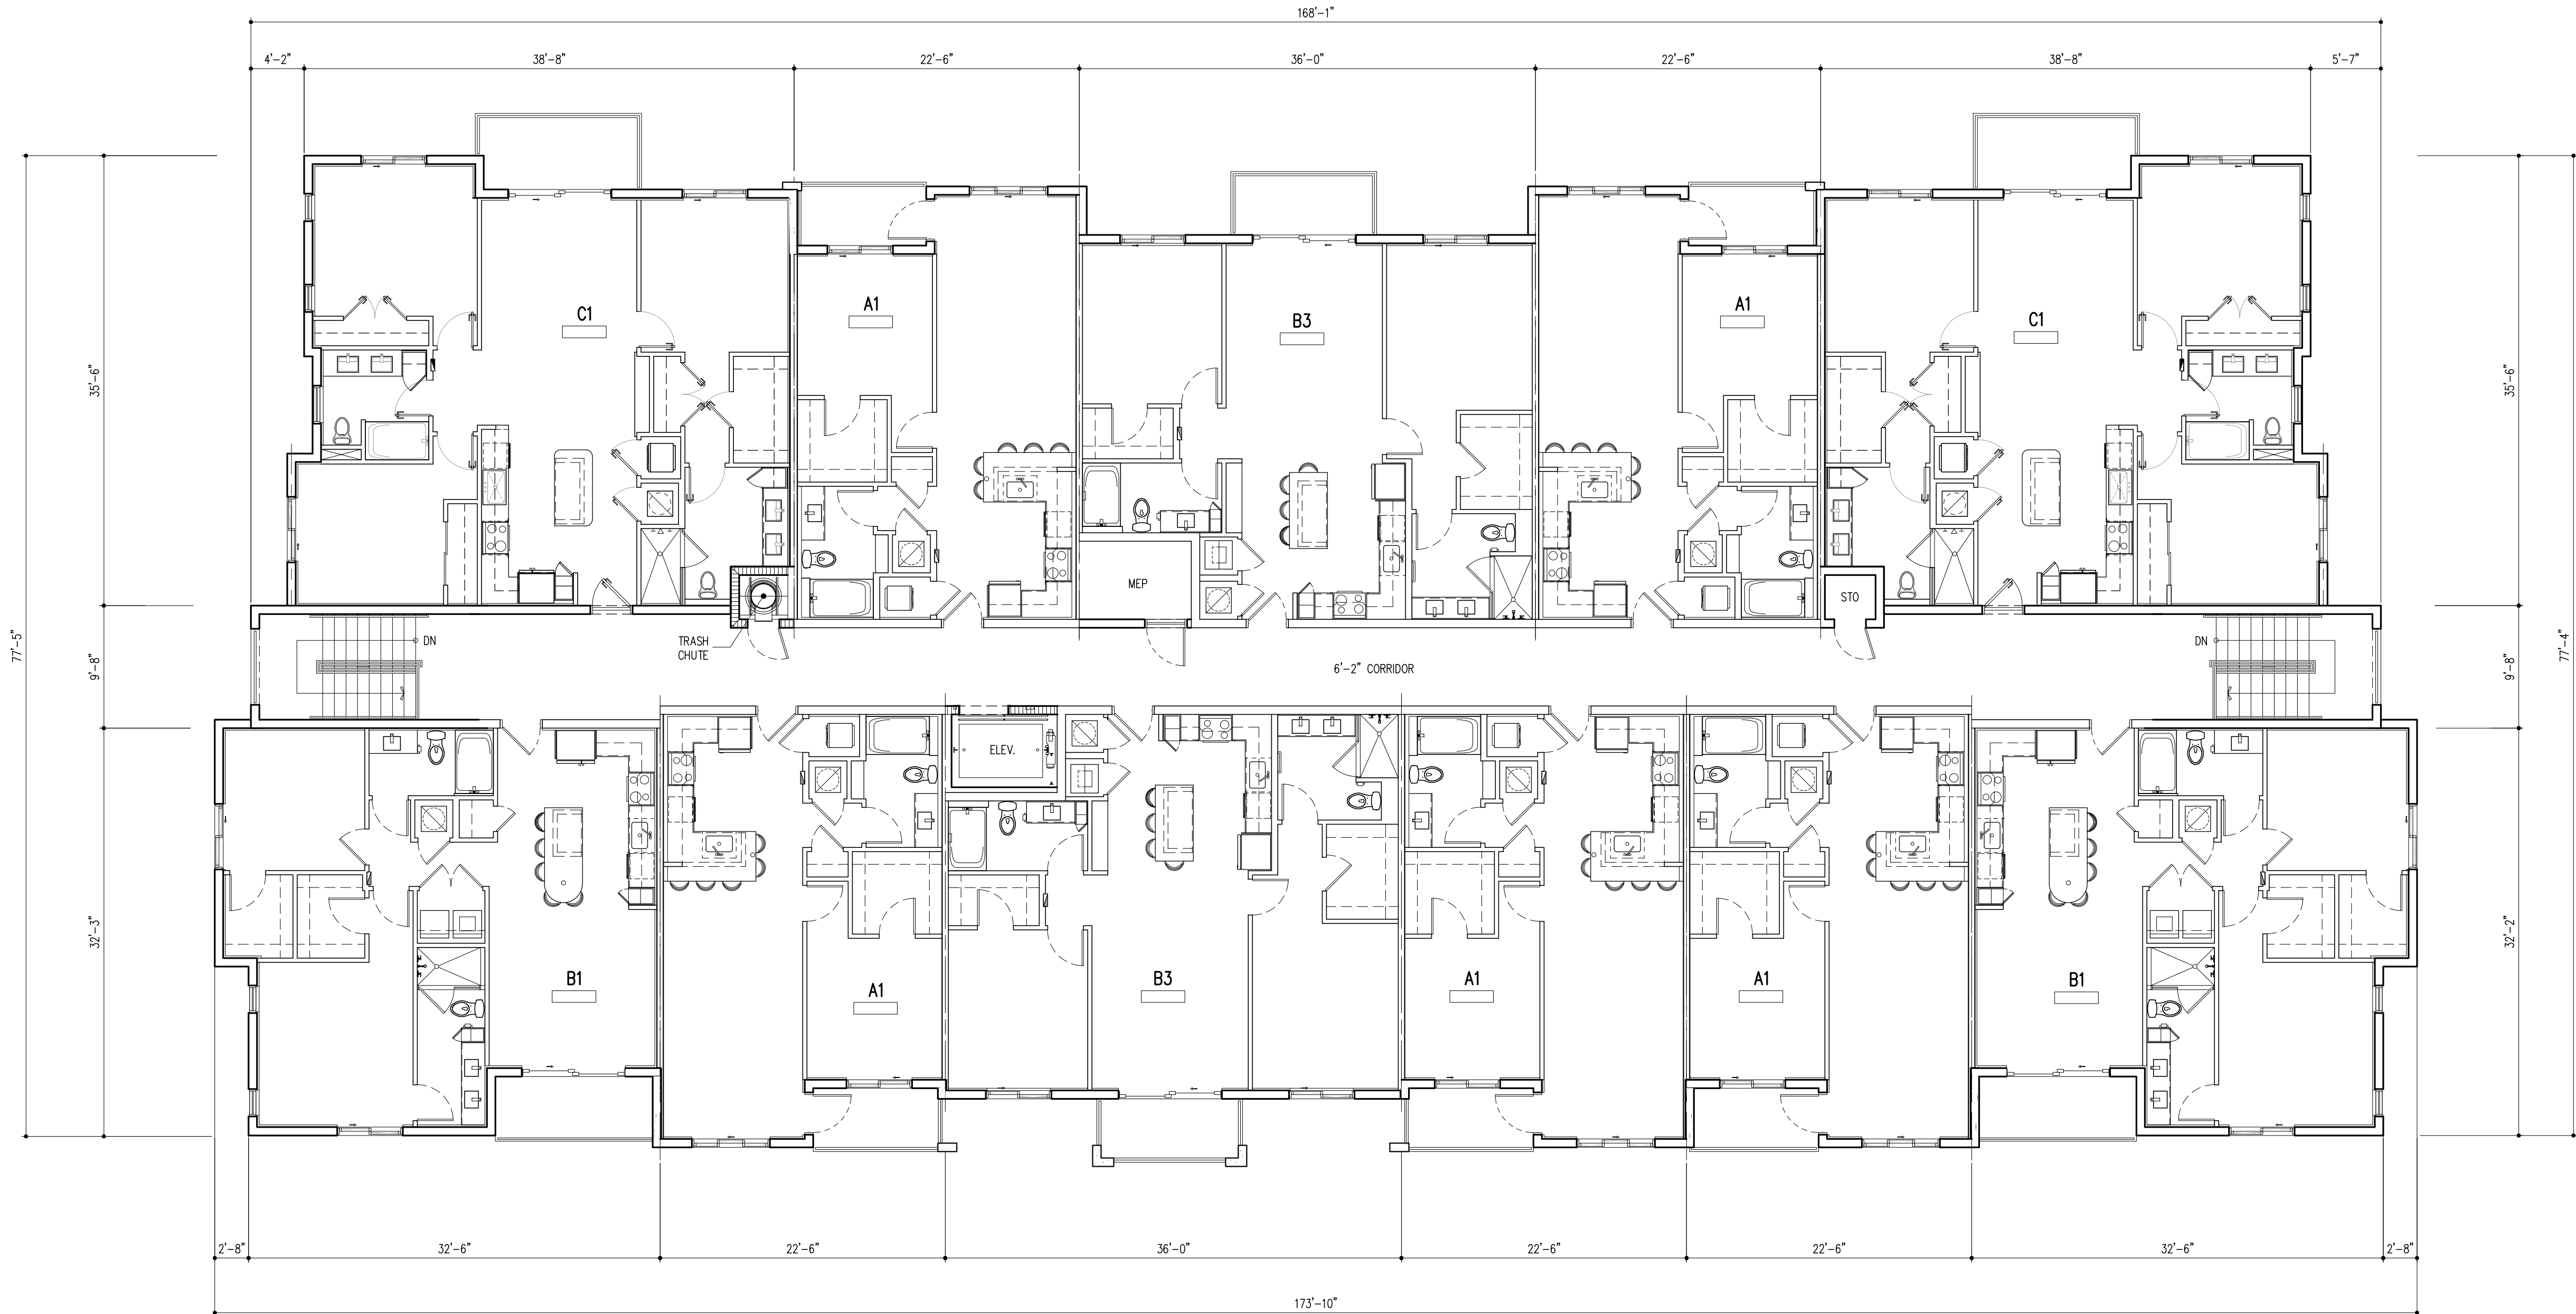 168'-1"
4'-2"
38'-8"
22'-6"
36'-0"
22'-6"
38'-8"
5'-7"
C1
A1
B3
A1
C1
35'-6"
35'-6"
MEP
STO
DN
TRASH
CHUTE
6'-2" CORRIDOR
DN
77'-5"
9'-8"
9'-8"
77'-4"
ELEV.
32'-3"
32'-2"
B1
A1
B3
A1
A1
B1
2'-8"
32'-6"
22'-6"
36'-0"
22'-6"
22'-6"
32'-6"
2'-8"
173'-10"